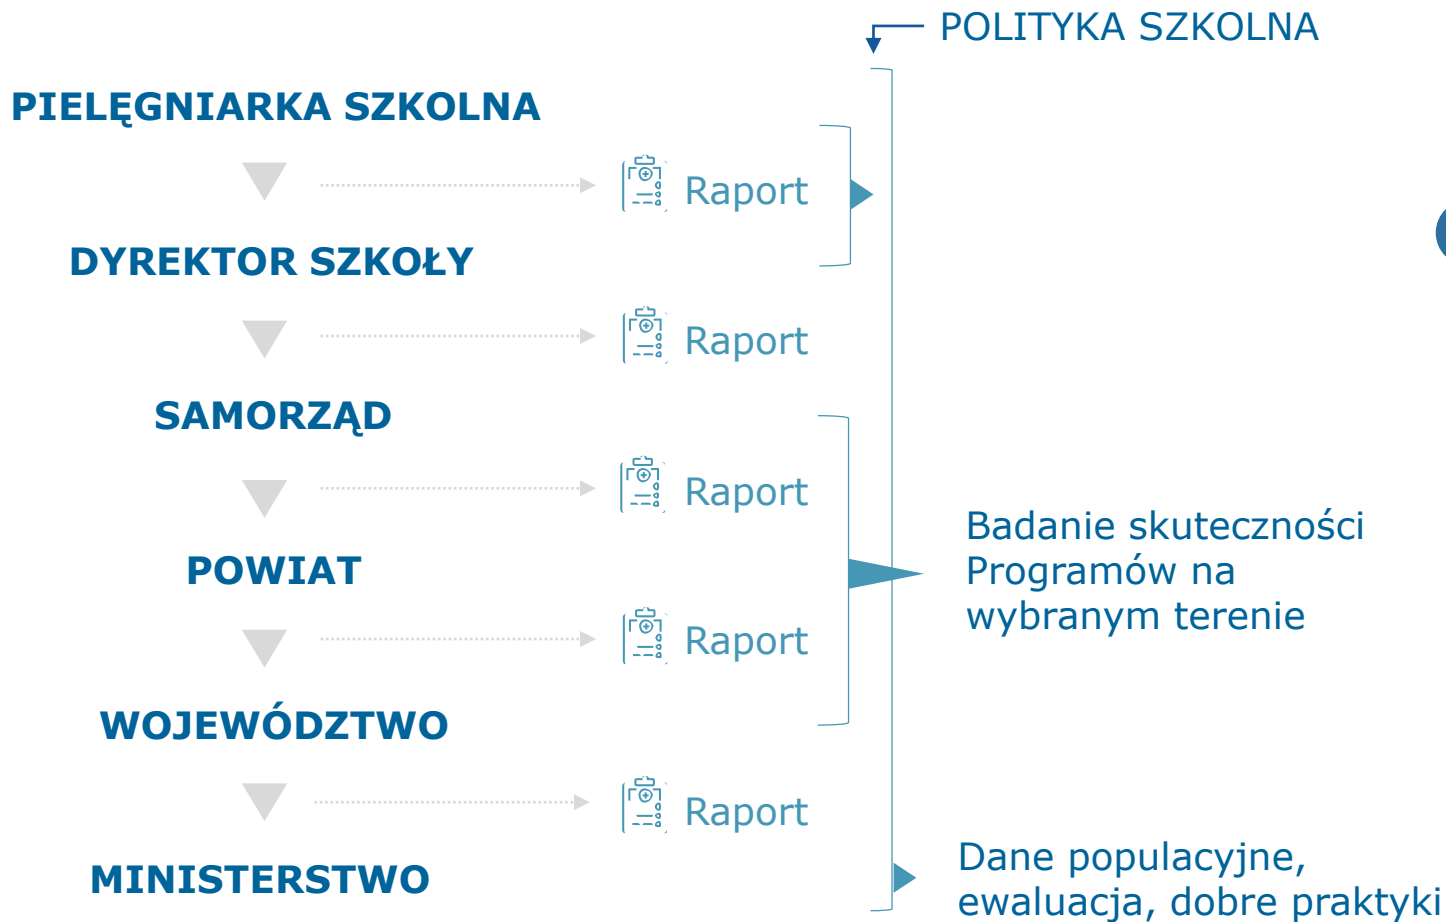 POLITYKA SZKOLNA
PIELĘGNIARKA SZKOLNA
Raport
DYREKTOR SZKOŁY
Raport
SAMORZĄD
Raport
Badanie skuteczności
Programów na
wybranym terenie
POWIAT
Raport
WOJEWÓDZTWO
Raport
Dane populacyjne,
ewaluacja, dobre praktyki
MINISTERSTWO